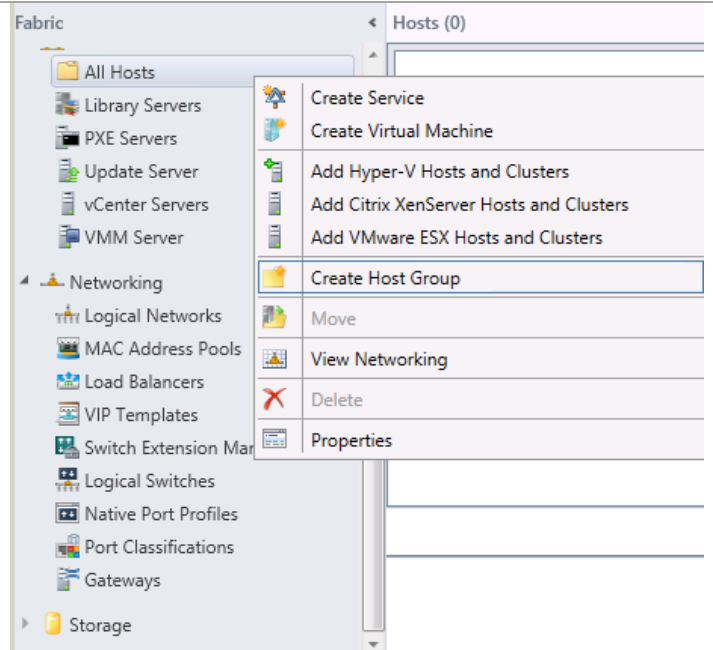 Fabric
Hosts (0)
All Hosts
Library Servers
PXE Servers
Update Server
vCenter Servers
VMM Server
Networking
Logical Networks
MAC Address Pools
Load Balancers
VIP Templates
Switch Extension Mar
Logical Switches
Native Port Profiles
Port Classifications
Gateways
Storage
Create Service
Create Virtual Machine
Add Hyper-V Hosts and Clusters
Add Citrix XenServer Hosts and Clusters
Add VMware ESX Hosts and Clusters
Create Host Group
Move
View Networking
Delete
Properties